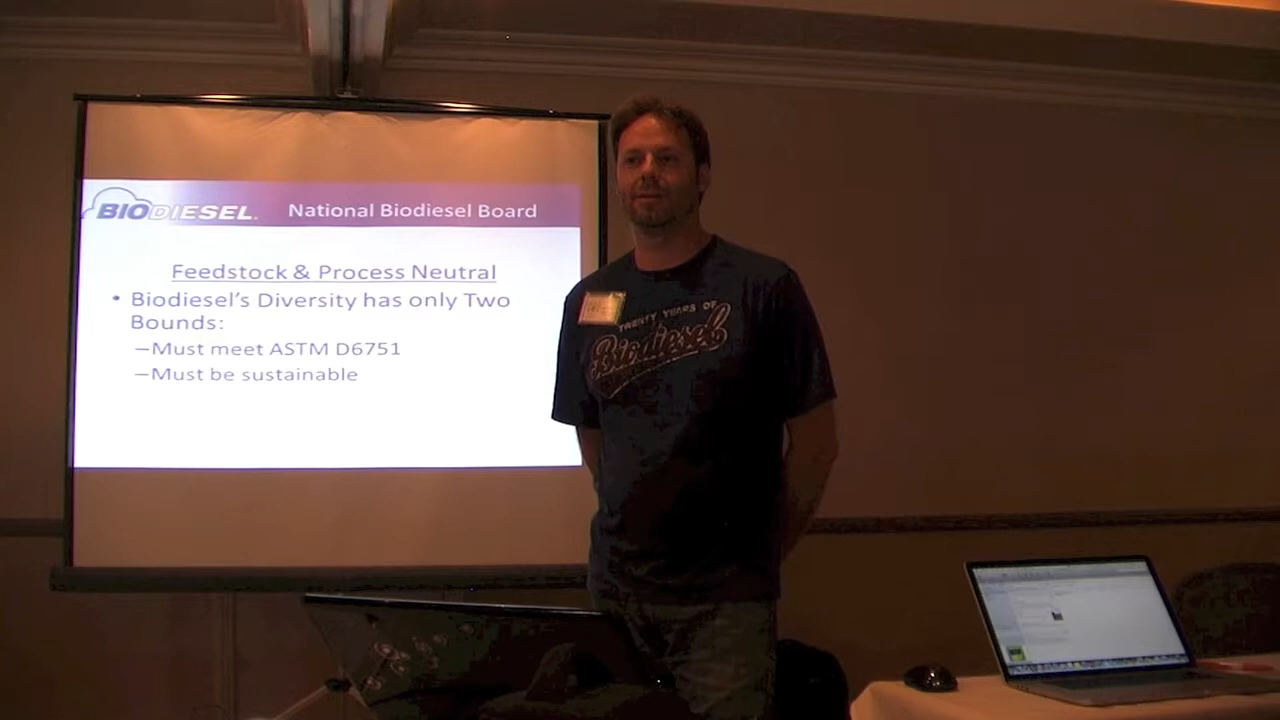 BIODIESEL
National Biodiesel Board
Feedstock & Process Neutral
• Biodiesel's Diversity has only Two
Bounds:
–Must meet ASTM D6751
–Must be sustainable
TWENTY YEARS OF
Biodiesel